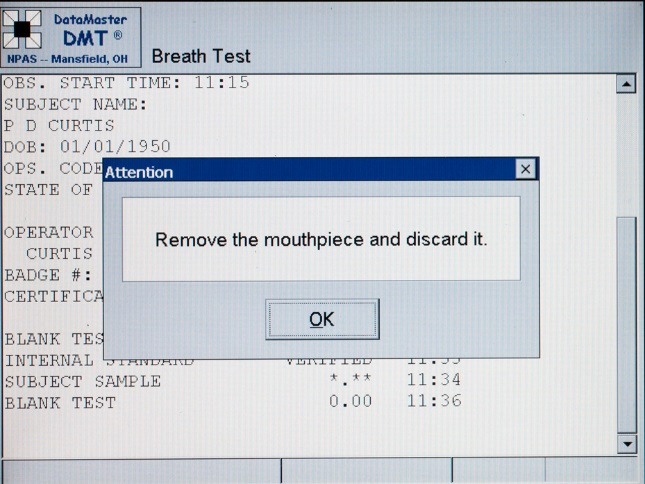 DataMaster
DMT ®
NPAS -- Mansfield, OH
Breath Test
OBS. START TIME: 11:15
SUBJECT NAME:
P D CURTIS
DOB: 01/01/1950
OPS. CODE
STATE OF
Attention
Remove the mouthpiece and discard it.
OK
OPERATOR
CURTIS
BADGE #:
CERTIFICA
BLANK TES
INTERNAL STANDARD VERIFIED
SUBJECT SAMPLE *.** 11:34
BLANK TEST 0.00 11:36